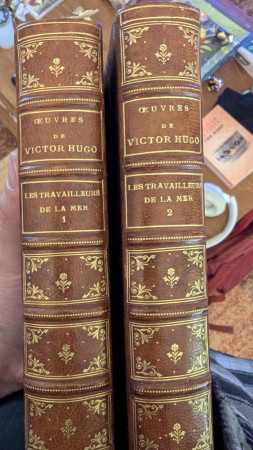 ŒUVRES
DE
VICTOR HUGO
LES TRAVAILLEURS
DE LA MER
1
ŒUVRES
DE
VICTOR HUGO
LES TRAVAILLEURS
DE LA MER
2